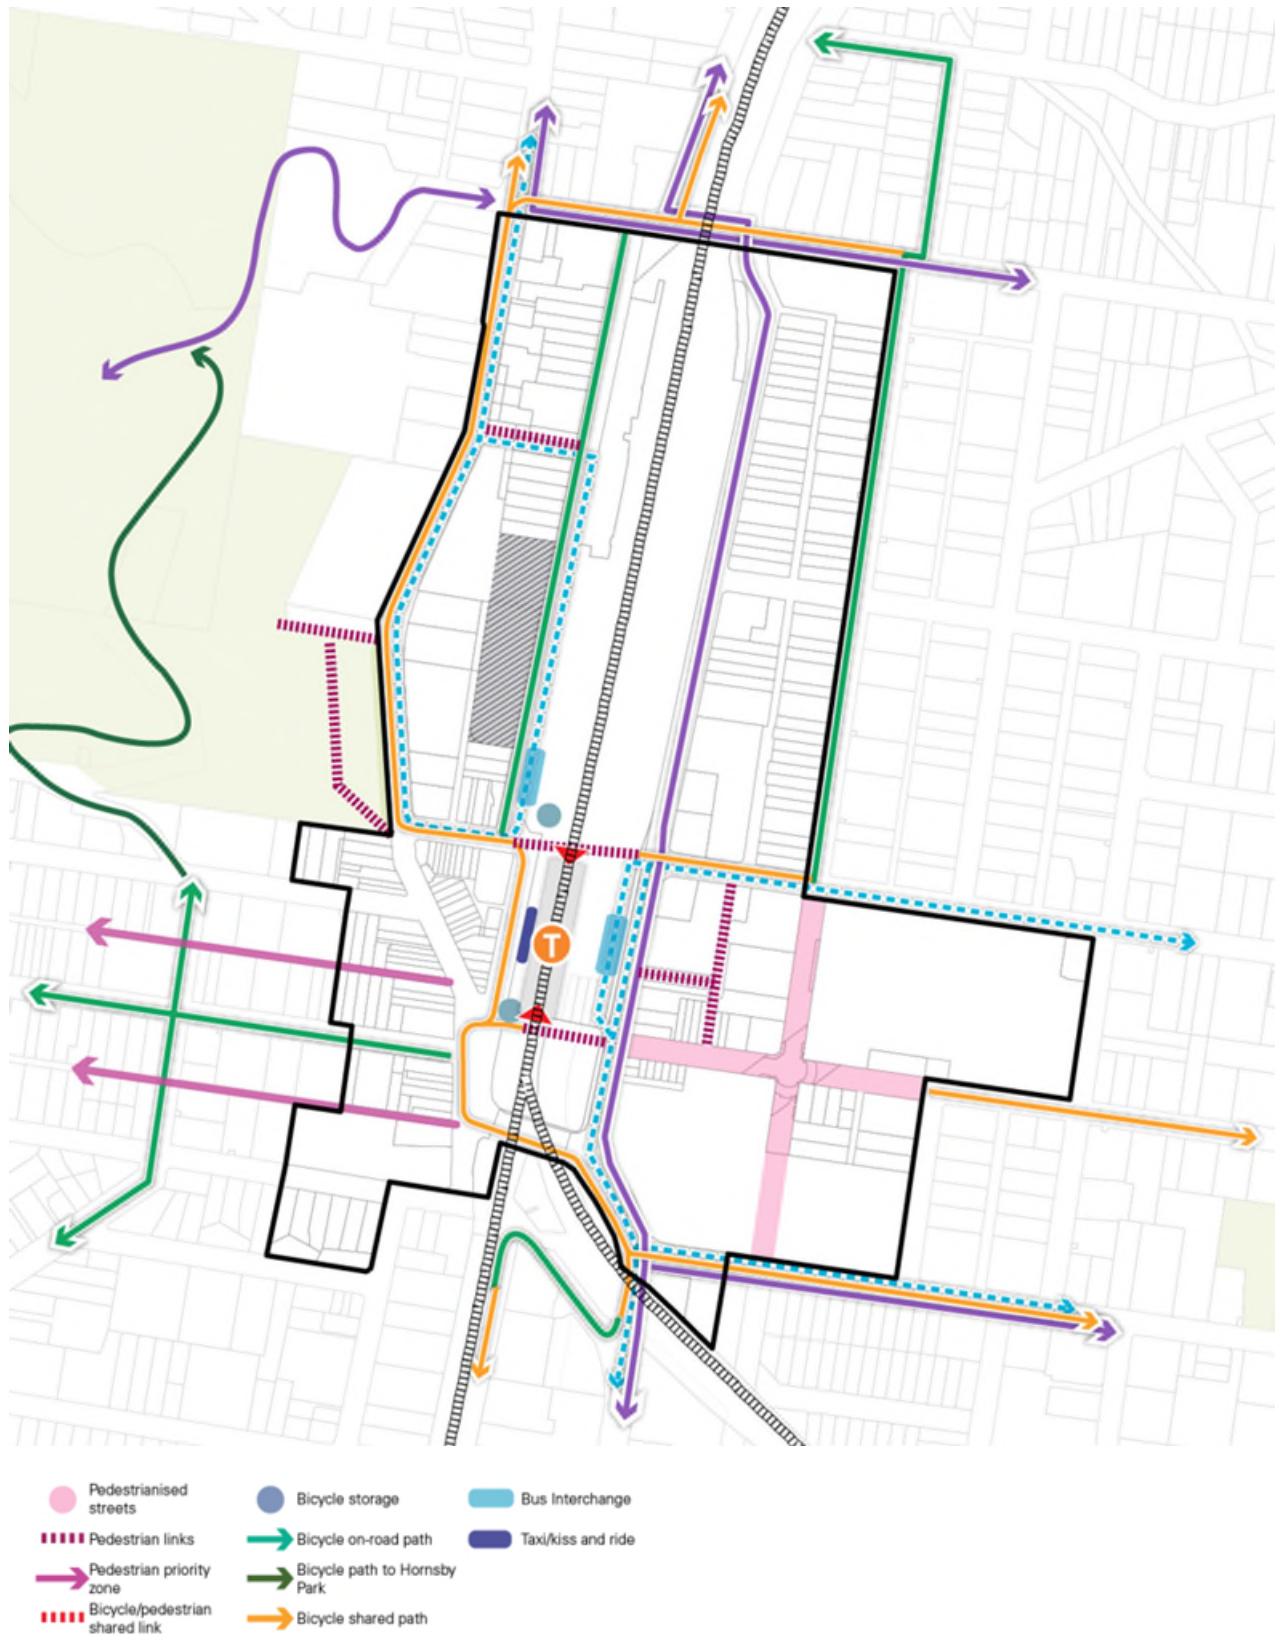 T
Pedestrianised
streets
Pedestrian links
Pedestrian priority
zone
Bicycle/pedestrian
shared link
Bicycle storage
Bicycle on-road path
Bicycle path to Hornsby
Park
Bicycle shared path
Bus Interchange
Taxi/kiss and ride